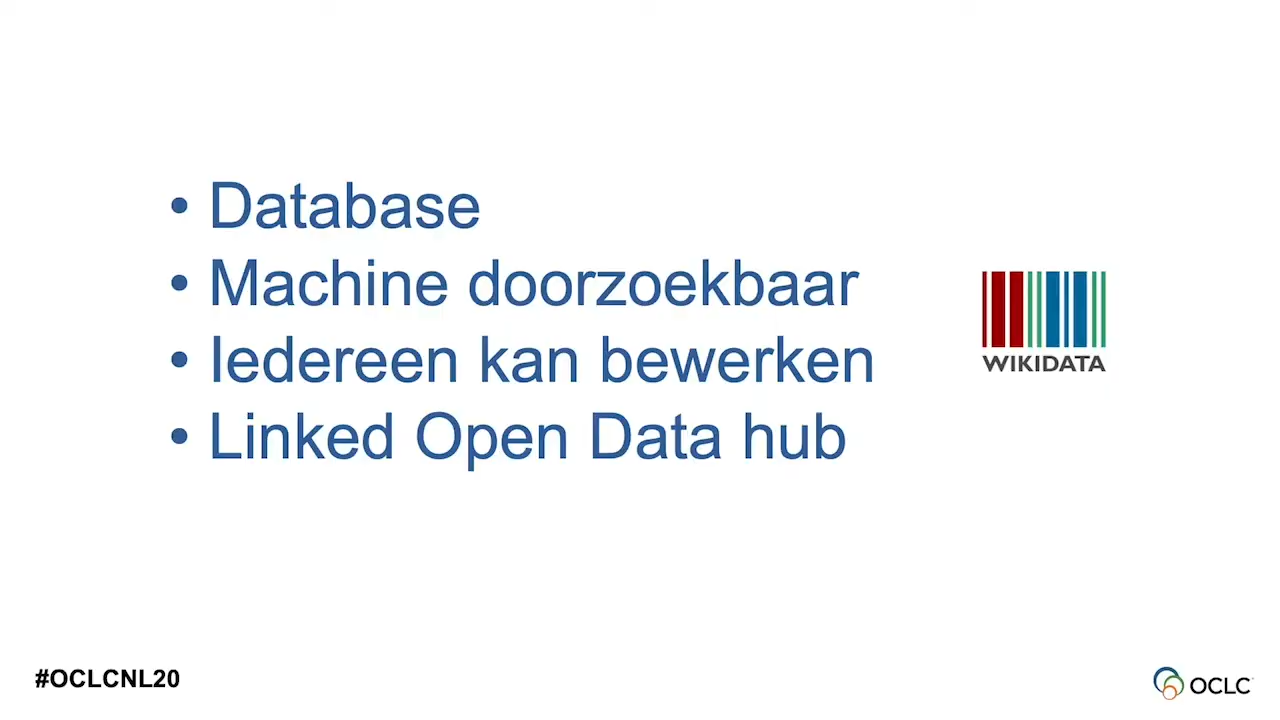 • Database
• Machine doorzoekbaar
• Iedereen kan bewerken
• Linked Open Data hub
WIKIDATA
#OCLCNL20
OCLC